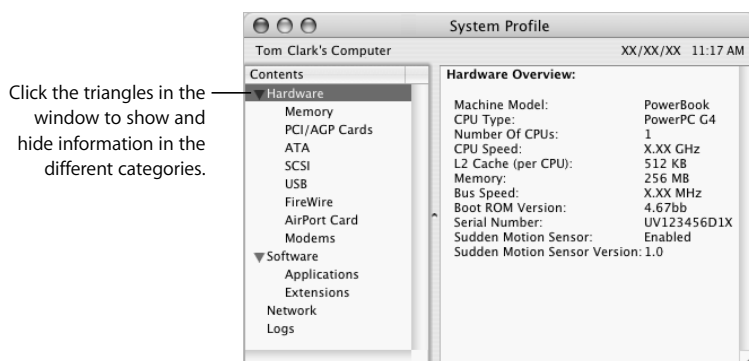 System Profile
Tom Clark's Computer XX/XX/XX 11:17 AM
Click the triangles in the
window to show and
hide information in the
different categories.
Contents
Hardware
Memory
PCI/AGP Cards
ATA
SCSI
USB
FireWire
AirPort Card
Modems
Software
Applications
Extensions
Network
Logs
Hardware Overview:
Machine Model: PowerBook
CPU Type: PowerPC G4
Number Of CPUs: 1
CPU Speed: X.XX GHz
L2 Cache (per CPU): 512 KB
Memory: 256 MB
Bus Speed: X.XX MHz
Boot ROM Version: 4.67bb
Serial Number: UV123456D1X
Sudden Motion Sensor: Enabled
Sudden Motion Sensor Version: 1.0